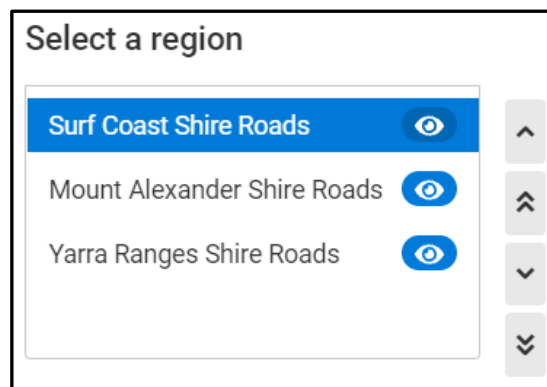 Select a region
Surf Coast Shire Roads
Mount Alexander Shire Roads
Yarra Ranges Shire Roads